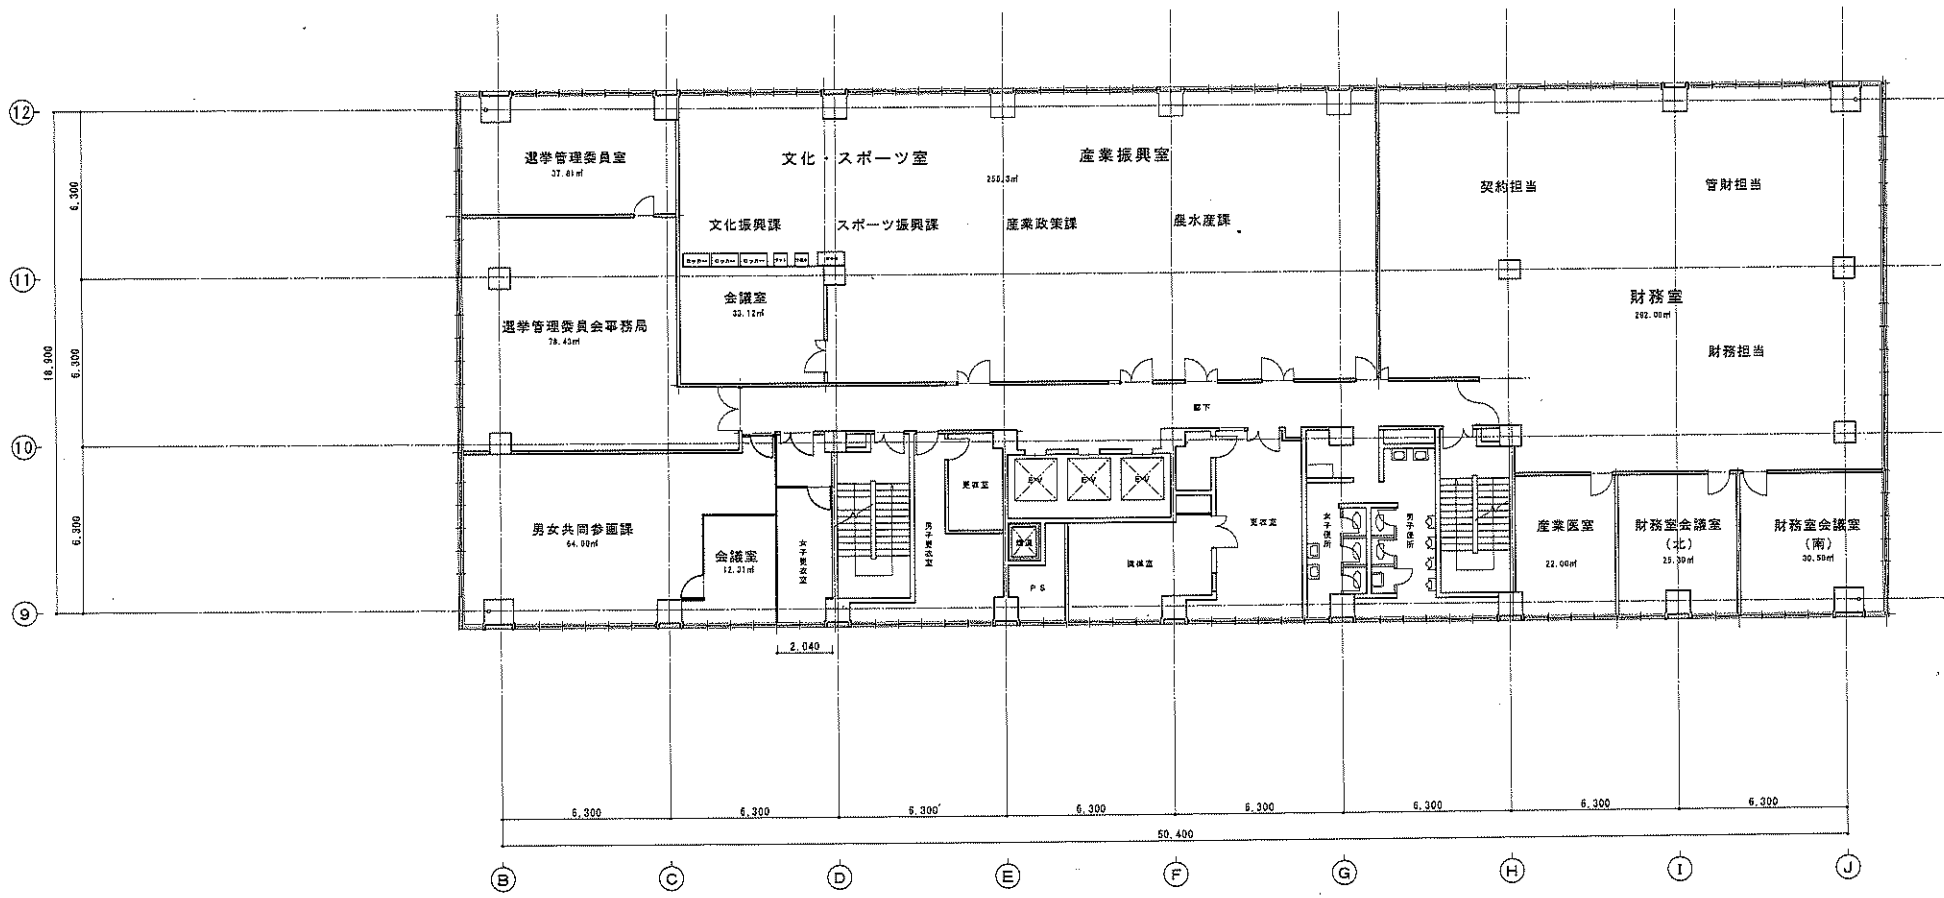 12
選挙管理委員室
37.81㎡
文化・スポーツ室
産業振興室
契約担当
管財担当
6,300
文化振興課
スポーツ振興課
産業政策課
農水産課
11
会議室
33.12㎡
財務室
262.00㎡
選挙管理委員会事務局
78.43㎡
財務担当
18,900
6,300
廊下
10
更衣室
EV
EV
EV
男女共同参画課
64.00㎡
会議室
12.31㎡
女子更衣室
男子更衣室
更衣室
女子便所
男子便所
産業医室
22.00㎡
財務室会議室
(北)
財務室会議室
(南)
30.50㎡
6,300
PS
9
2,040
6,300
6,300
6,300
6,300
6,300
6,300
6,300
6,300
50,400
B
C
D
E
F
G
H
I
J